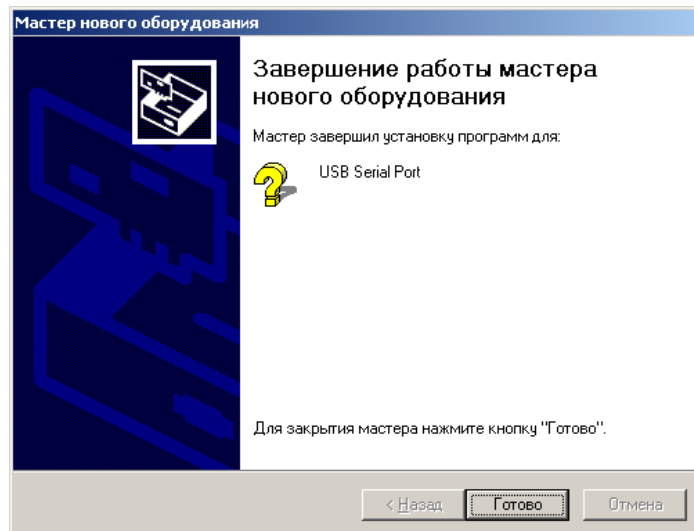 Мастер нового оборудования
Завершение работы мастера
нового оборудования
Мастер завершил установку программ для:
USB Serial Port
Для закрытия мастера нажмите кнопку "Готово".
< Назад
Готово
Отмена